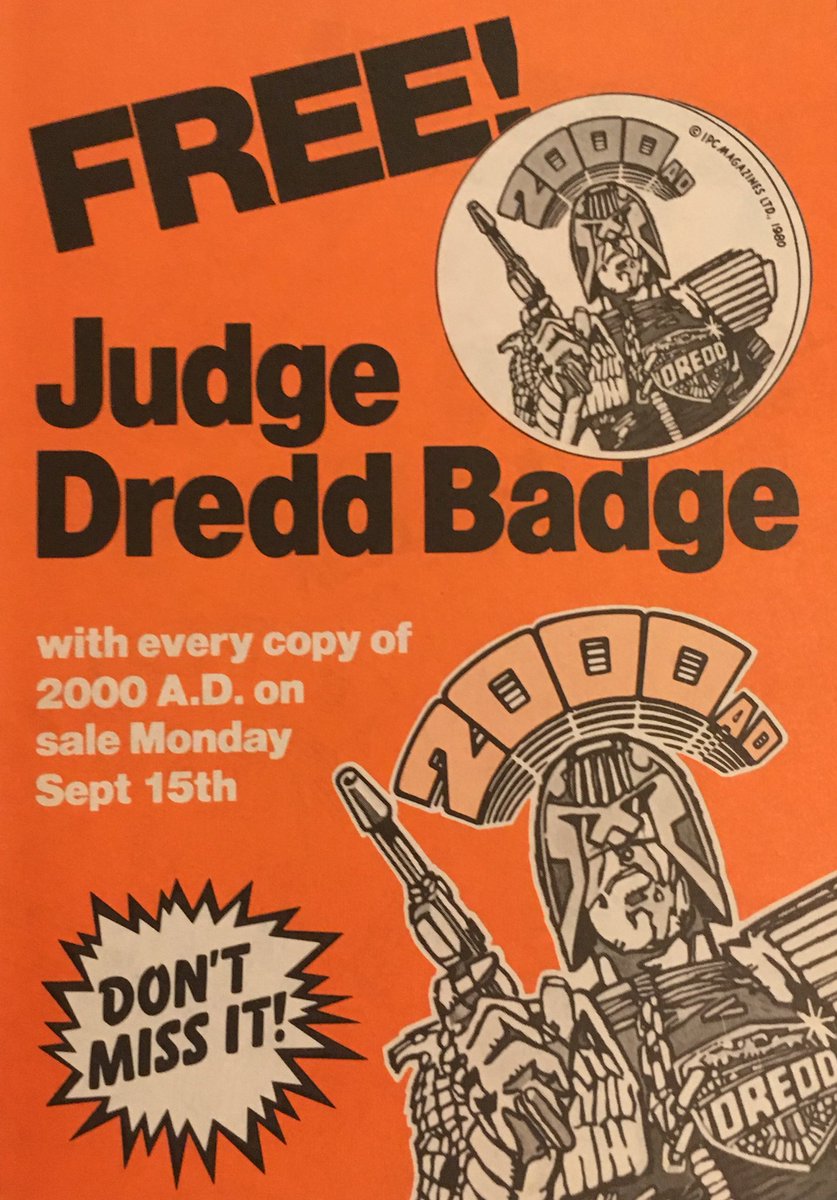 FREE!
2000 AD
© I.P.C. MAGAZINES LTD., 1980
DREDD
Judge
Dredd Badge
with every copy of
2000 A.D. on
sale Monday
Sept 15th
2000 AD
DON'T
MISS IT!
DREDD